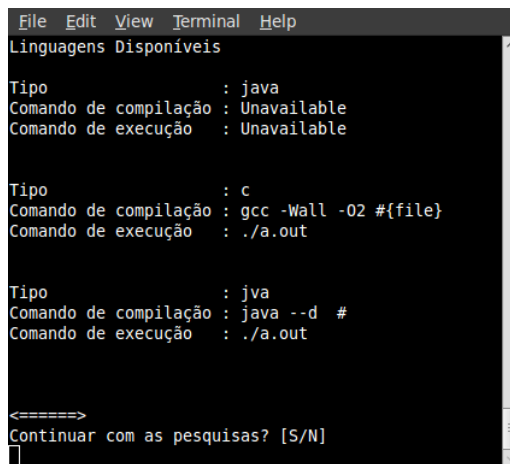 File Edit View Terminal Help
Linguagens Disponíveis
Tipo : java
Comando de compilação : Unavailable
Comando de execução : Unavailable
Tipo : c
Comando de compilação : gcc -Wall -O2 #{file}
Comando de execução : ./a.out
Tipo : jva
Comando de compilação : java --d #
Comando de execução : ./a.out
<======>
Continuar com as pesquisas? [S/N]